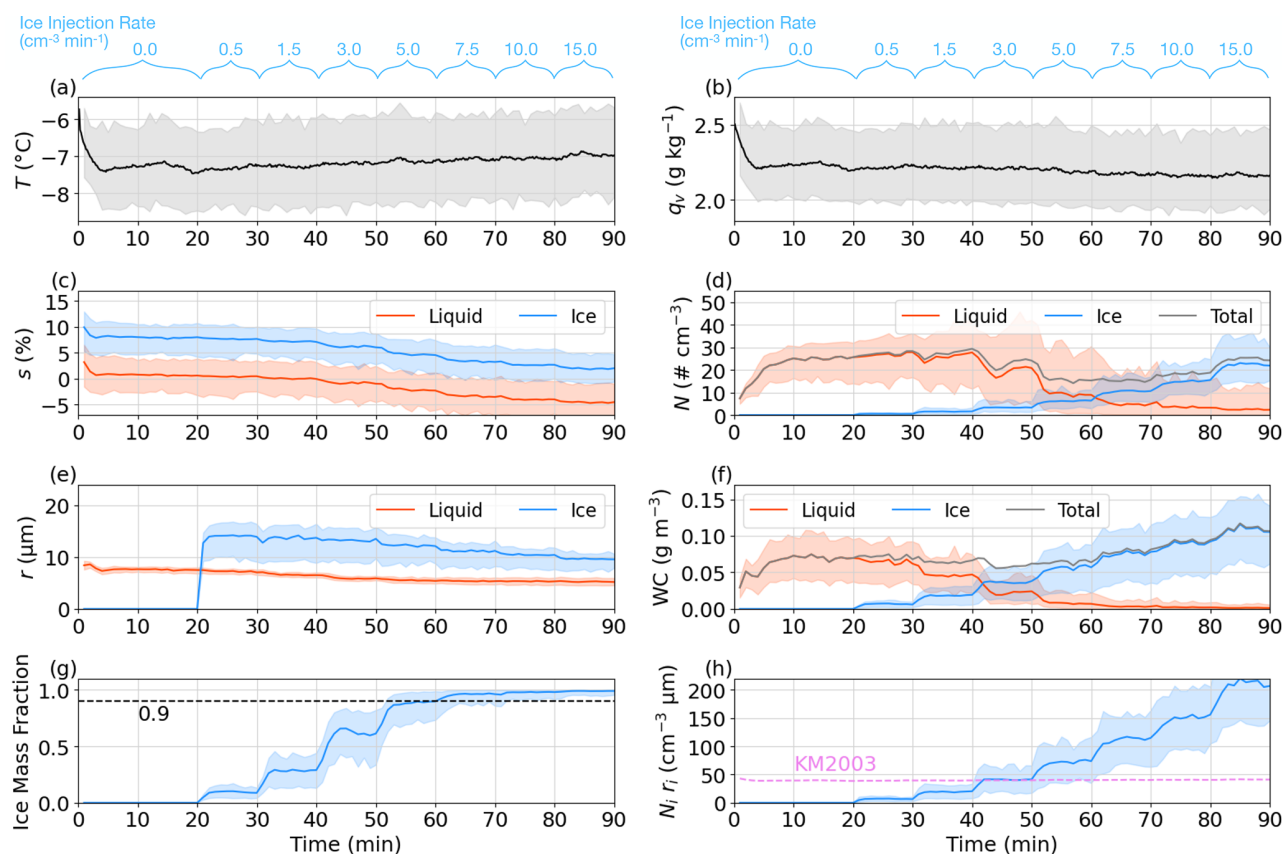 Ice Injection Rate
(cm⁻³ min⁻¹)
0.0 0.5 1.5 3.0 5.0 7.5 10.0 15.0
Ice Injection Rate
(cm⁻³ min⁻¹)
0.0 0.5 1.5 3.0 5.0 7.5 10.0 15.0
(a)
T (°C)
−6
−7
−8
0 10 20 30 40 50 60 70 80 90
(b)
qᵥ (g kg⁻¹)
2.5
2.0
0 10 20 30 40 50 60 70 80 90
(c)
s (%)
15
10
5
0
−5
Liquid Ice
0 10 20 30 40 50 60 70 80 90
(d)
N (# cm⁻³)
50
40
30
20
10
0
Liquid Ice Total
0 10 20 30 40 50 60 70 80 90
(e)
r (μm)
20
10
0
Liquid Ice
0 10 20 30 40 50 60 70 80 90
(f)
WC (g m⁻³)
0.15
0.10
0.05
0.00
Liquid Ice Total
0 10 20 30 40 50 60 70 80 90
(g)
Ice Mass Fraction
1.0
0.5
0.0
0.9
0 10 20 30 40 50 60 70 80 90
Time (min)
(h)
Nᵢ rᵢ (cm⁻³ μm)
200
150
100
50
0
KM2003
0 10 20 30 40 50 60 70 80 90
Time (min)